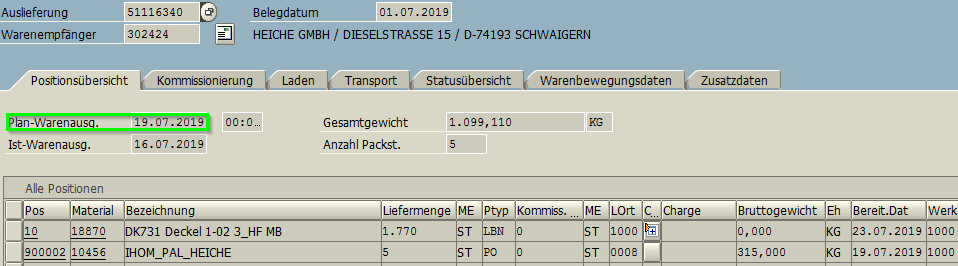 Auslieferung 51116340 Belegdatum 01.07.2019
Warenempfänger 302424 HEICHE GMBH / DIESELSTRASSE 15 / D-74193 SCHWAIGERN
Positionsübersicht Kommissionierung Laden Transport Statusübersicht Warenbewegungsdaten Zusatzdaten
Plan-Warenausg. 19.07.2019 00:0… Gesamtgewicht 1.099,110 KG
Ist-Warenausg. 16.07.2019 Anzahl Packst. 5
Alle Positionen
Pos Material Bezeichnung Liefermenge ME Ptyp Kommiss. … ME LOrt C… Charge Bruttogewicht Eh Bereit.Dat Werk
10 18870 DK731 Deckel 1-02 3_HF MB 1.770 ST LBN 0 ST 1000 0,000 KG 23.07.2019 1000
900002 10456 IHOM_PAL_HEICHE 5 ST PO 0 ST 0008 315,000 KG 19.07.2019 1000